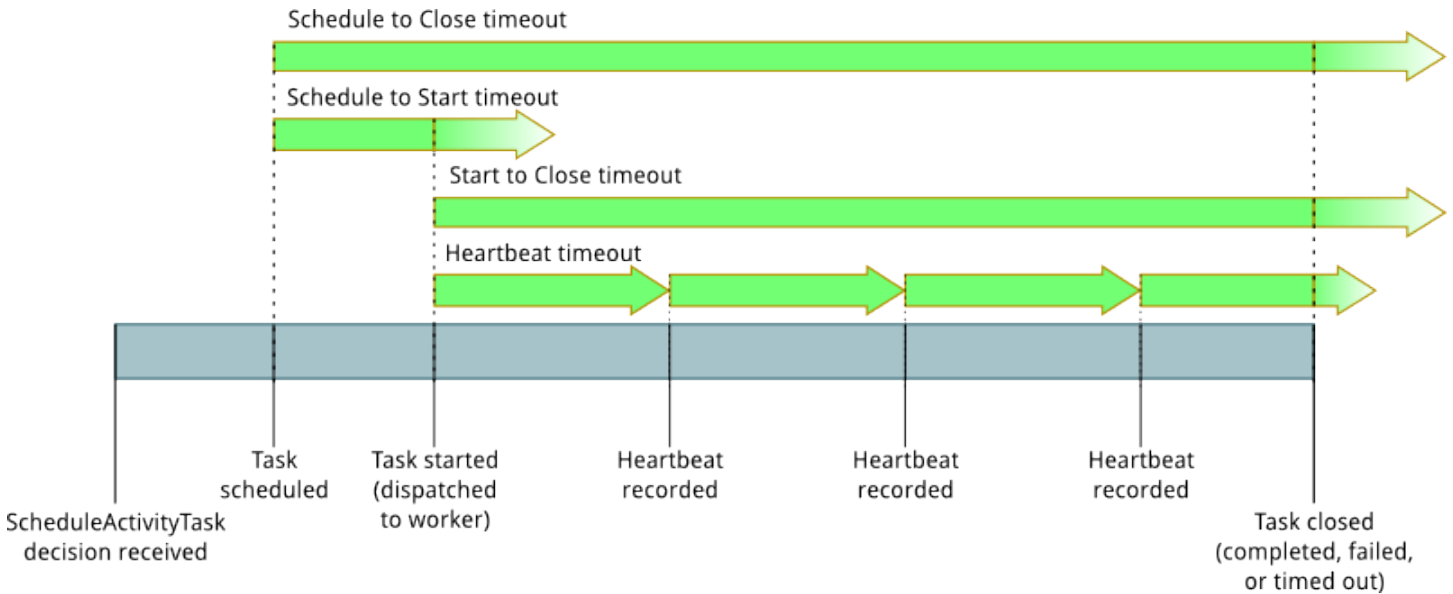 Schedule to Close timeout
Schedule to Start timeout
Start to Close timeout
Heartbeat timeout
Task
scheduled
Task started
(dispatched
to worker)
Heartbeat
recorded
Heartbeat
recorded
Heartbeat
recorded
ScheduleActivityTask
decision received
Task closed
(completed, failed,
or timed out)